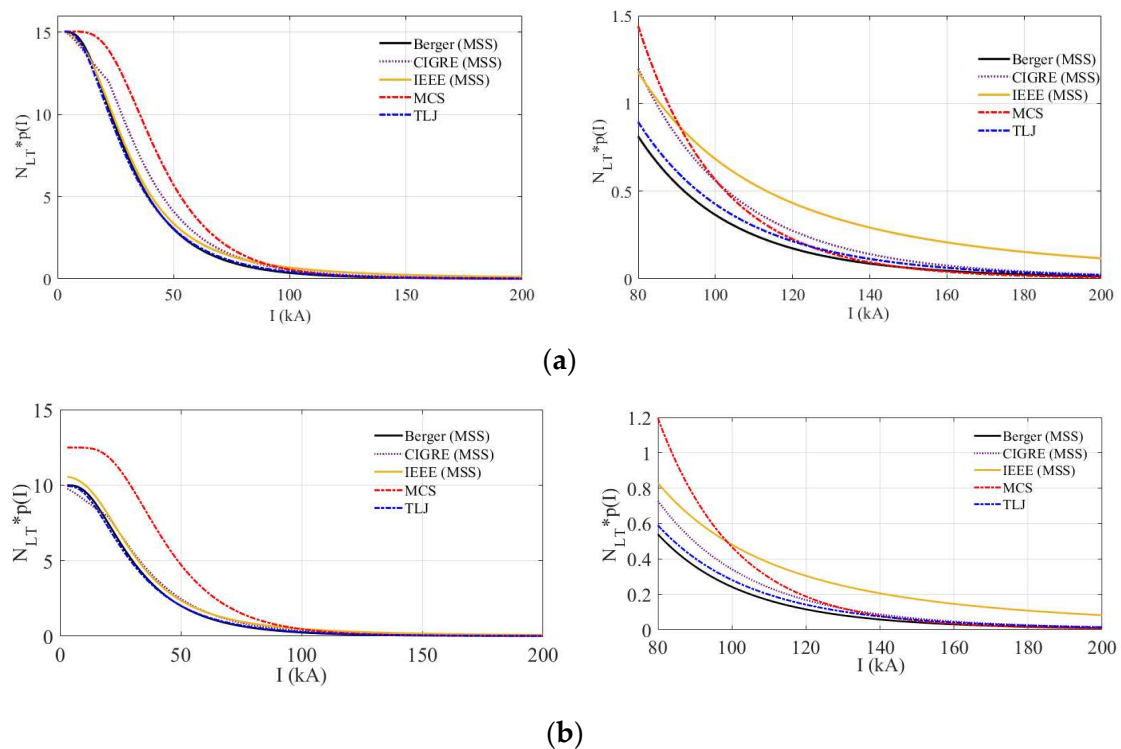 15
10
5
0
N_LT*p(I)
0
50
100
150
200
I (kA)
Berger (MSS)
CIGRE (MSS)
IEEE (MSS)
MCS
TLJ
1.5
1
0.5
0
N_LT*p(I)
80
100
120
140
160
180
200
I (kA)
Berger (MSS)
CIGRE (MSS)
IEEE (MSS)
MCS
TLJ
(a)
15
10
5
0
N_LT*p(I)
0
50
100
150
200
I (kA)
Berger (MSS)
CIGRE (MSS)
IEEE (MSS)
MCS
TLJ
1.2
1
0.8
0.6
0.4
0.2
0
N_LT*p(I)
80
100
120
140
160
180
200
I (kA)
Berger (MSS)
CIGRE (MSS)
IEEE (MSS)
MCS
TLJ
(b)